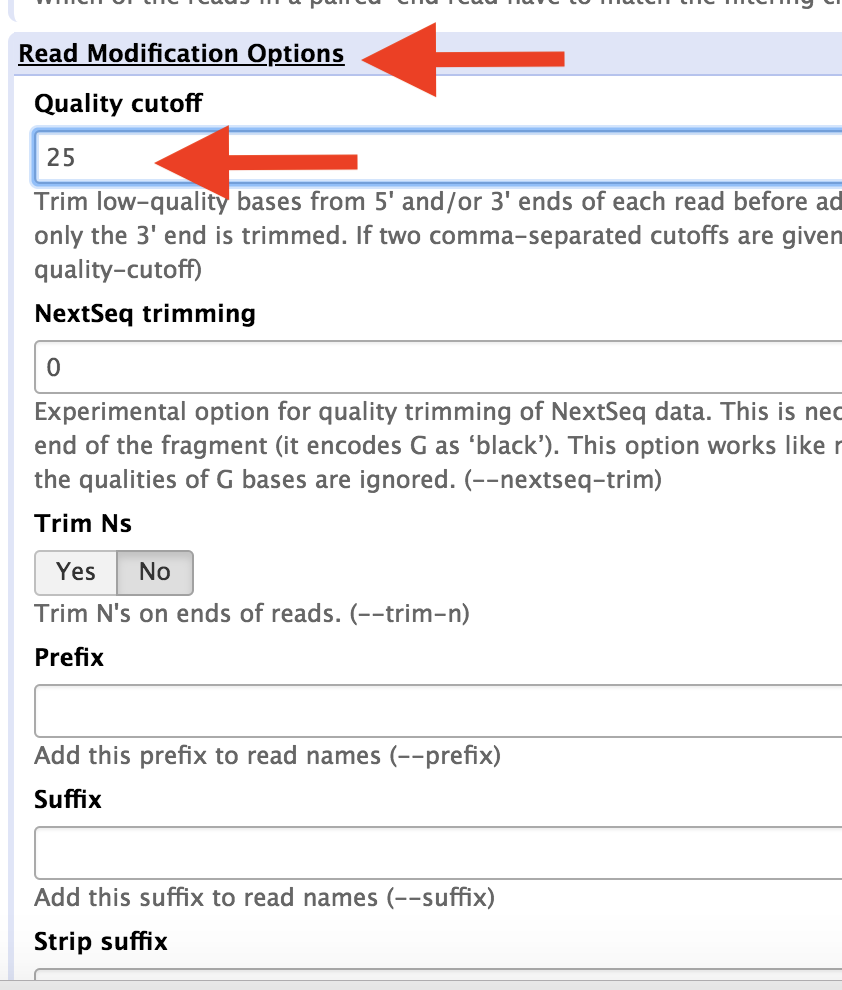 Read Modification Options
Quality cutoff
25
Trim low-quality bases from 5' and/or 3' ends of each read before ad
only the 3' end is trimmed. If two comma-separated cutoffs are given
quality-cutoff)
NextSeq trimming
0
Experimental option for quality trimming of NextSeq data. This is nec
end of the fragment (it encodes G as ‘black’). This option works like
the qualities of G bases are ignored. (--nextseq-trim)
Trim Ns
Yes No
Trim N's on ends of reads. (--trim-n)
Prefix
Add this prefix to read names (--prefix)
Suffix
Add this suffix to read names (--suffix)
Strip suffix